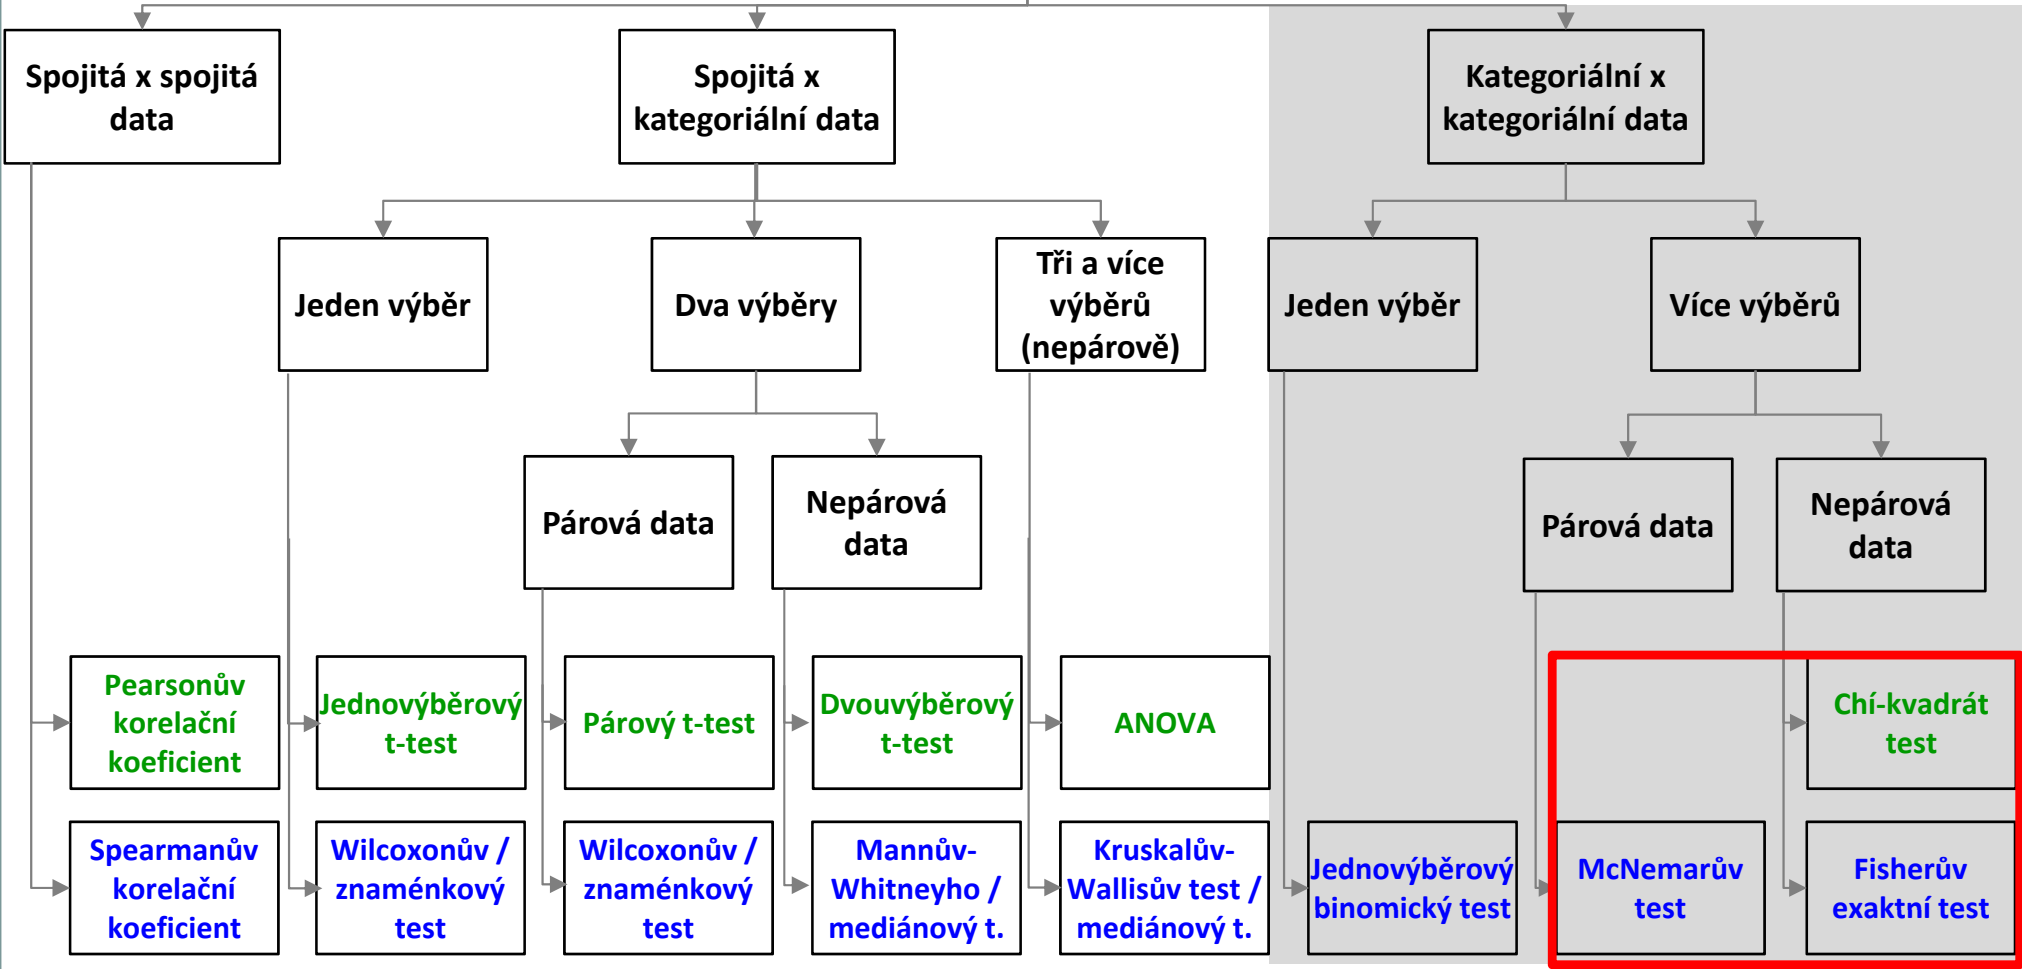 Spojitá x spojitá
data
Spojitá x
kategoriální data
Kategoriální x
kategoriální data
Jeden výběr
Dva výběry
Tři a více
výběrů
(nepárově)
Jeden výběr
Více výběrů
Párová data
Nepárová
data
Párová data
Nepárová
data
Pearsonův
korelační
koeficient
Jednovýběrový
t-test
Párový t-test
Dvouvýběrový
t-test
ANOVA
Chí-kvadrát
test
Spearmanův
korelační
koeficient
Wilcoxonův /
znaménkový
test
Wilcoxonův /
znaménkový
test
Mannův-
Whitneyho /
mediánový t.
Kruskalův-
Wallisův test /
mediánový t.
Jednovýběrový
binomický test
McNemarův
test
Fisherův
exaktní test